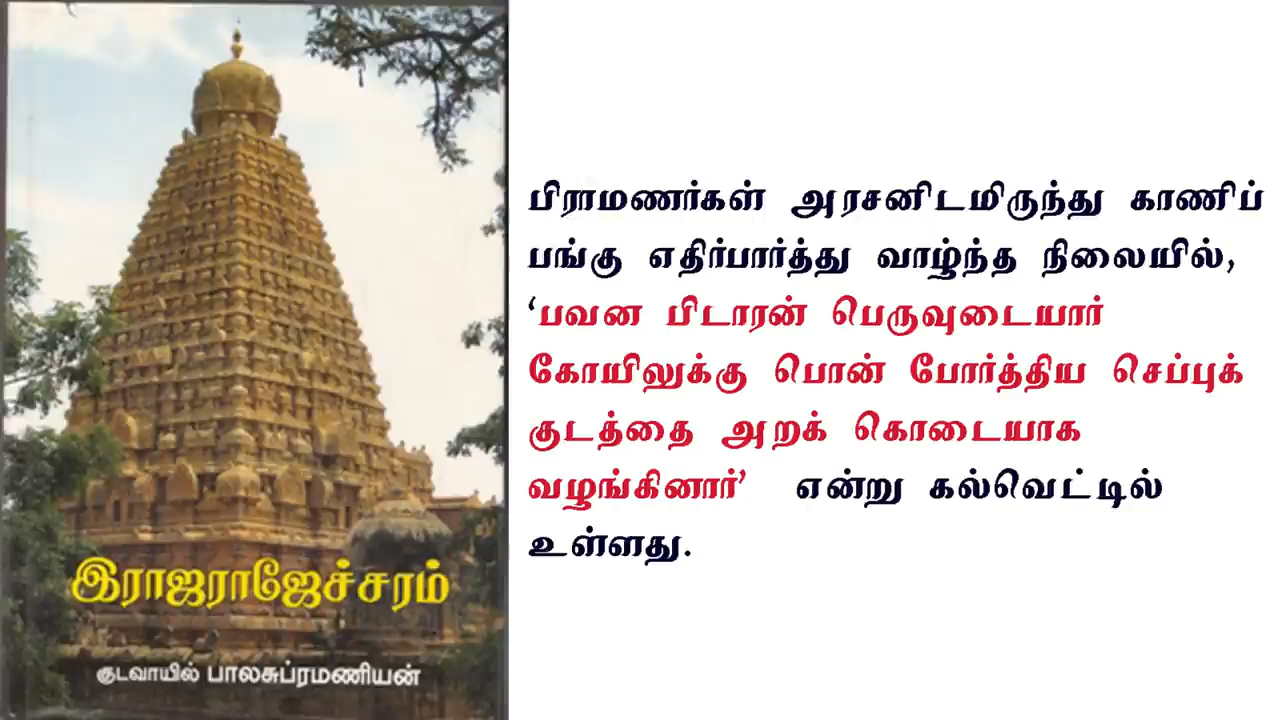 இராஜராஜேச்சரம்
குடவாயில் பாலசுப்ரமணியன்
பிராமணர்கள் அரசனிடமிருந்து காணிப்
பங்கு எதிர்பார்த்து வாழ்ந்த நிலையில்,
‘பவன பிடாரன் பெருவுடையார்
கோயிலுக்கு பொன் போர்த்திய செப்புக்
குடத்தை அறக் கொடையாக
வழங்கினார்’ என்று கல்வெட்டில்
உள்ளது.